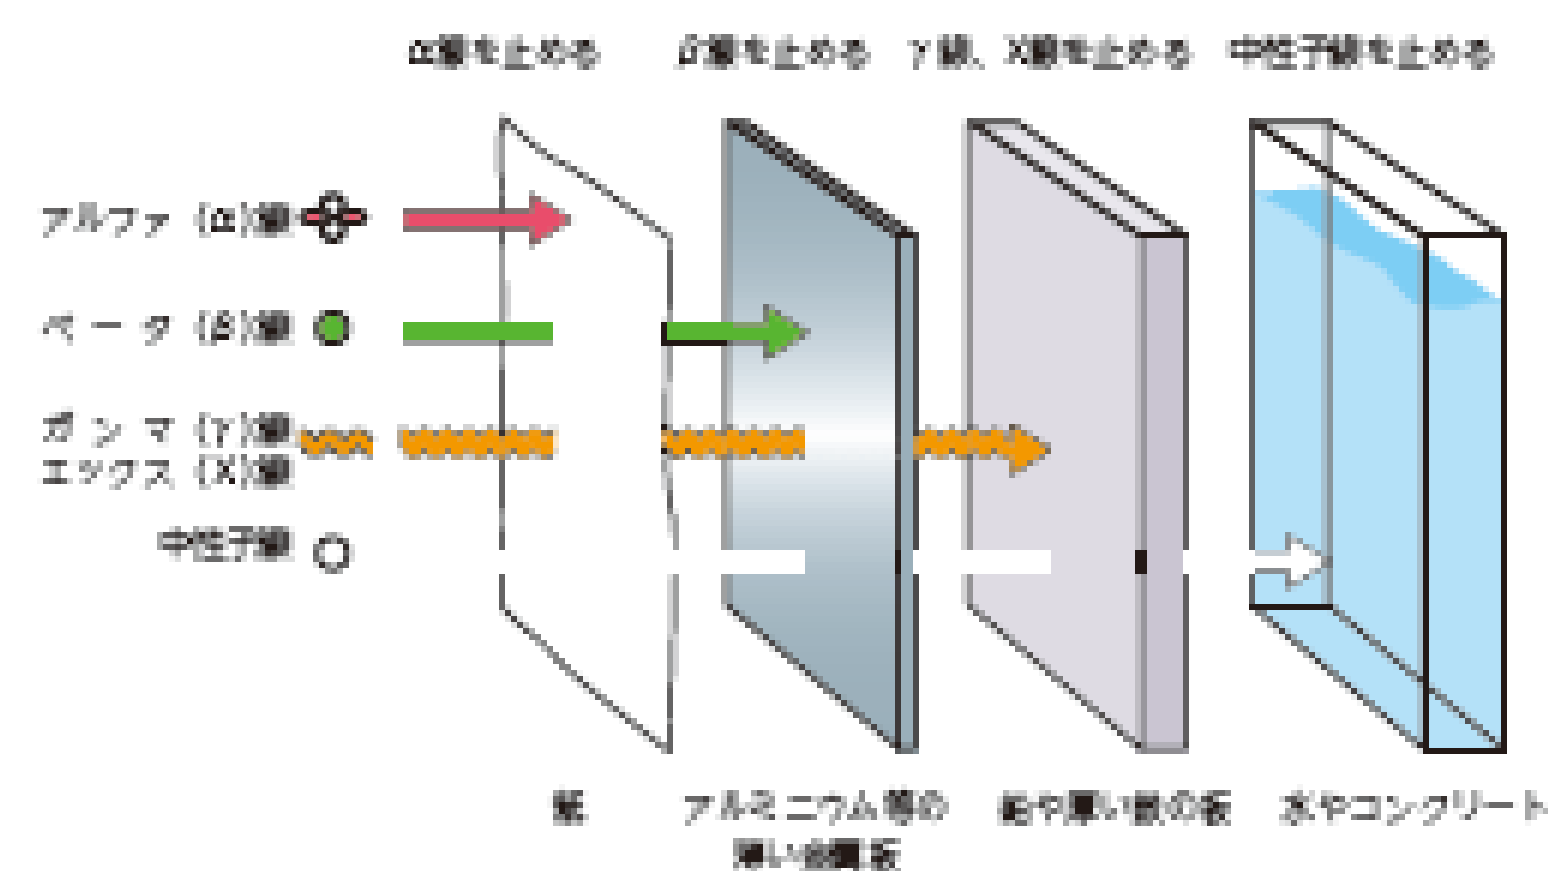 α線を止める
β線を止める
γ線、X線を止める
中性子線を止める
アルファ (α)線
ベータ (β)線
ガンマ (γ)線
エックス (X)線
中性子線
紙
アルミニウム等の
薄い金属板
鉛や厚い鉄の板
水やコンクリート